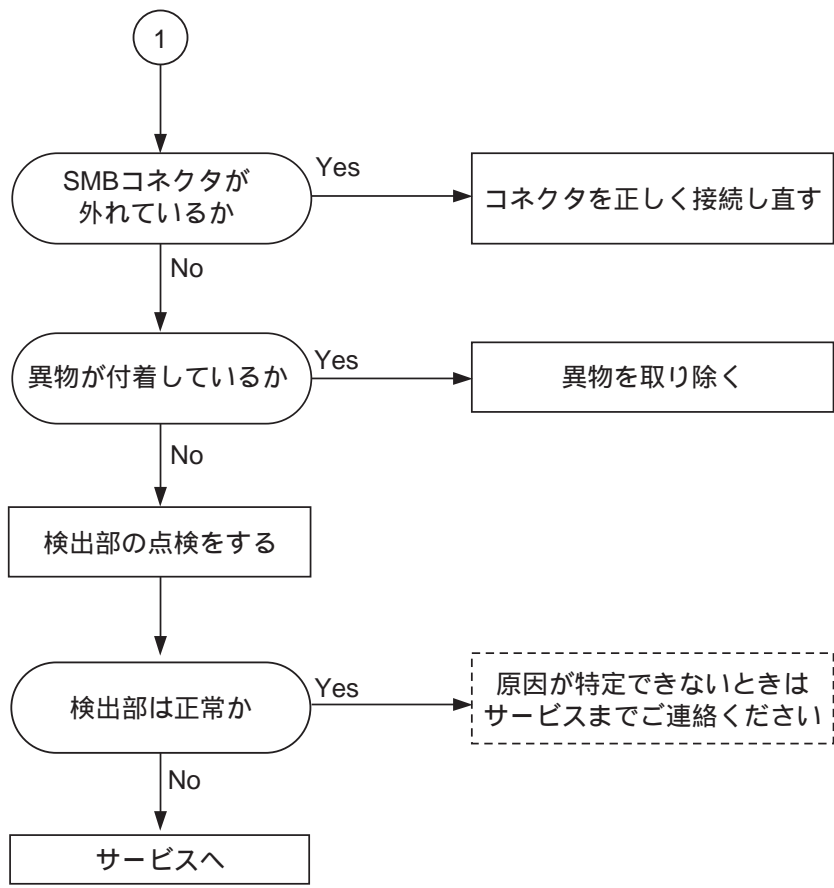 1
SMBコネクタが
外れているか
Yes
コネクタを正しく接続し直す
No
異物が付着しているか
Yes
異物を取り除く
No
検出部の点検をする
検出部は正常か
Yes
原因が特定できないときは
サービスまでご連絡ください
No
サービスへ